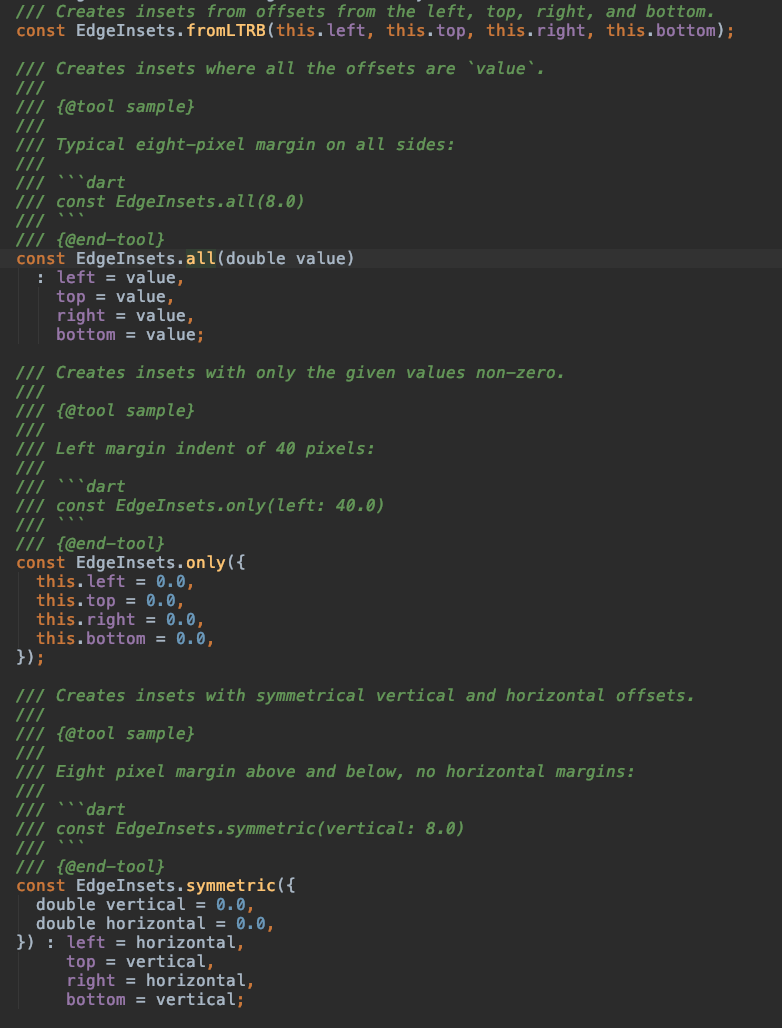 /// Creates insets from offsets from the left, top, right, and bottom.
const EdgeInsets.fromLTRB(this.left, this.top, this.right, this.bottom);
/// Creates insets where all the offsets are `value`.
///
/// {@tool sample}
///
/// Typical eight-pixel margin on all sides:
///
/// ```dart
/// const EdgeInsets.all(8.0)
/// ```
/// {@end-tool}
const EdgeInsets.all(double value)
  : left = value,
    top = value,
    right = value,
    bottom = value;
/// Creates insets with only the given values non-zero.
///
/// {@tool sample}
///
/// Left margin indent of 40 pixels:
///
/// ```dart
/// const EdgeInsets.only(left: 40.0)
/// ```
/// {@end-tool}
const EdgeInsets.only({
  this.left = 0.0,
  this.top = 0.0,
  this.right = 0.0,
  this.bottom = 0.0,
});
/// Creates insets with symmetrical vertical and horizontal offsets.
///
/// {@tool sample}
///
/// Eight pixel margin above and below, no horizontal margins:
///
/// ```dart
/// const EdgeInsets.symmetric(vertical: 8.0)
/// ```
/// {@end-tool}
const EdgeInsets.symmetric({
  double vertical = 0.0,
  double horizontal = 0.0,
}) : left = horizontal,
     top = vertical,
     right = horizontal,
     bottom = vertical;